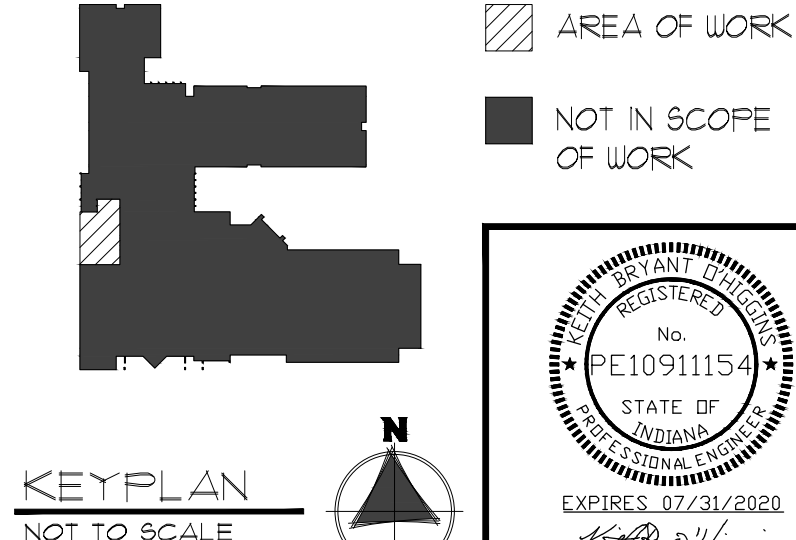 AREA OF WORK
NOT IN SCOPE
OF WORK
KEITH BRYANT O'HIGGINS
REGISTERED
No.
PE10911154
STATE OF
INDIANA
PROFESSIONAL ENGINEER
EXPIRES 07/31/2020
N
KEYPLAN
NOT TO SCALE